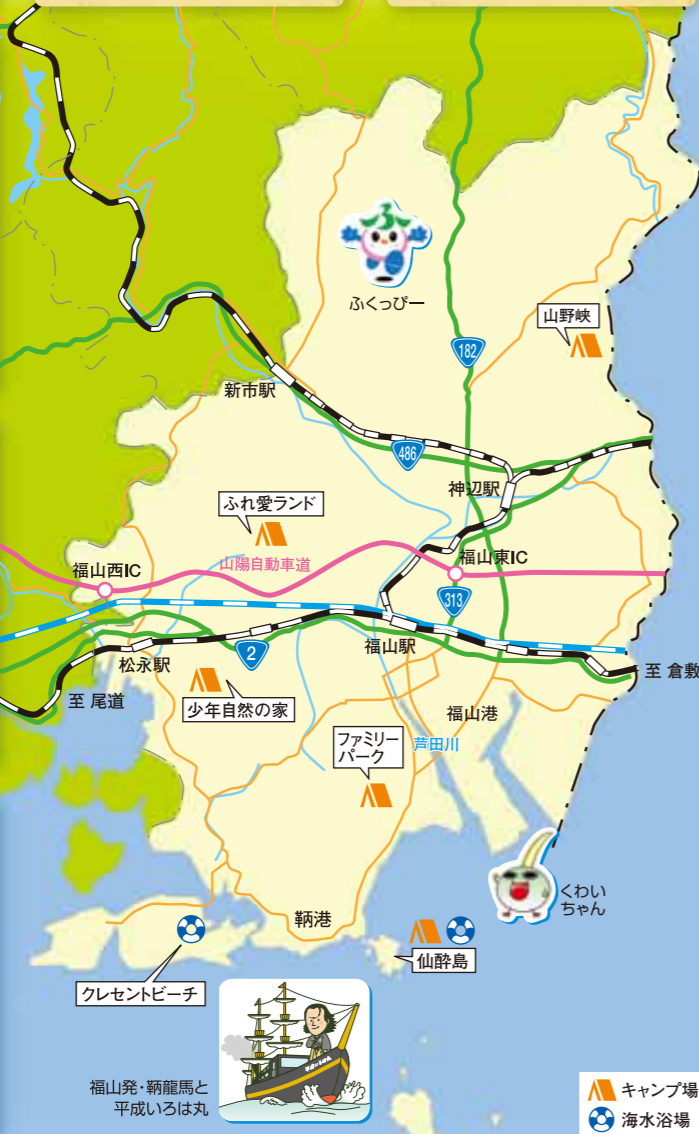 ふくっぴー
山野峡
182
新市駅
486
神辺駅
ふれ愛ランド
山陽自動車道
福山西IC
福山東IC
313
松永駅
2
福山駅
至 倉敷
至 尾道
少年自然の家
福山港
ファミリー
パーク
芦田川
くわい
ちゃん
鞆港
仙酔島
クレセントビーチ
福山発・鞆龍馬と
平成いろは丸
キャンプ場
海水浴場